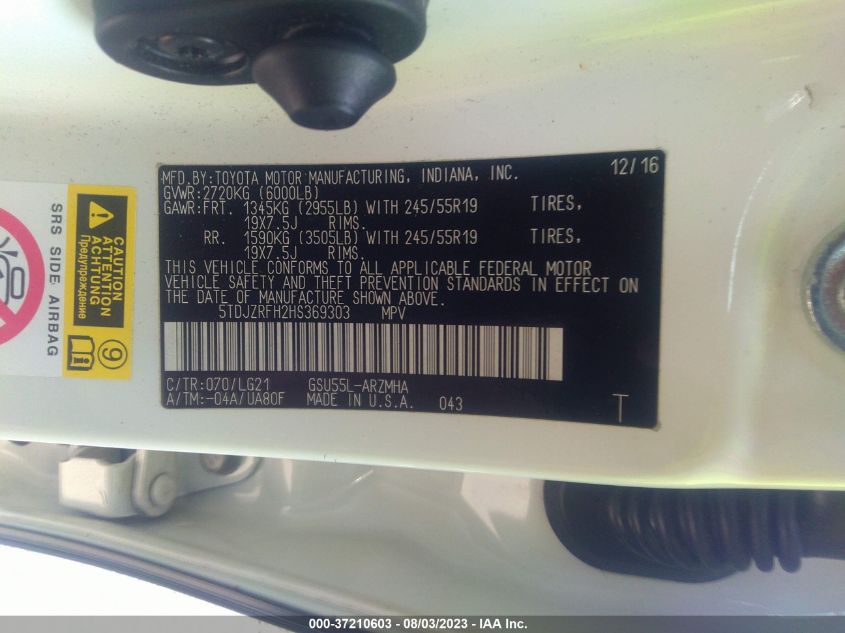 MFD.BY:TOYOTA MOTOR MANUFACTURING, INDIANA, INC. 12/16
GVWR:2720KG (6000LB)
GAWR:FRT. 1345KG (2955LB) WITH 245/55R19 TIRES,
19X7.5J RIMS.
RR. 1590KG (3505LB) WITH 245/55R19 TIRES,
19X7.5J RIMS.
THIS VEHICLE CONFORMS TO ALL APPLICABLE FEDERAL MOTOR
VEHICLE SAFETY AND THEFT PREVENTION STANDARDS IN EFFECT ON
THE DATE OF MANUFACTURE SHOWN ABOVE.
5TDJZRFH2HS369303 MPV
C/TR:070/LG21 GSU55L-ARZMHA
A/TM:-04A/UA80F MADE IN U.S.A. 043
T
SRS SIDE AIRBAG
CAUTION
ATTENTION
ACHTUNG
Предупреждение
9
000-37210603 - 08/03/2023 - IAA Inc.